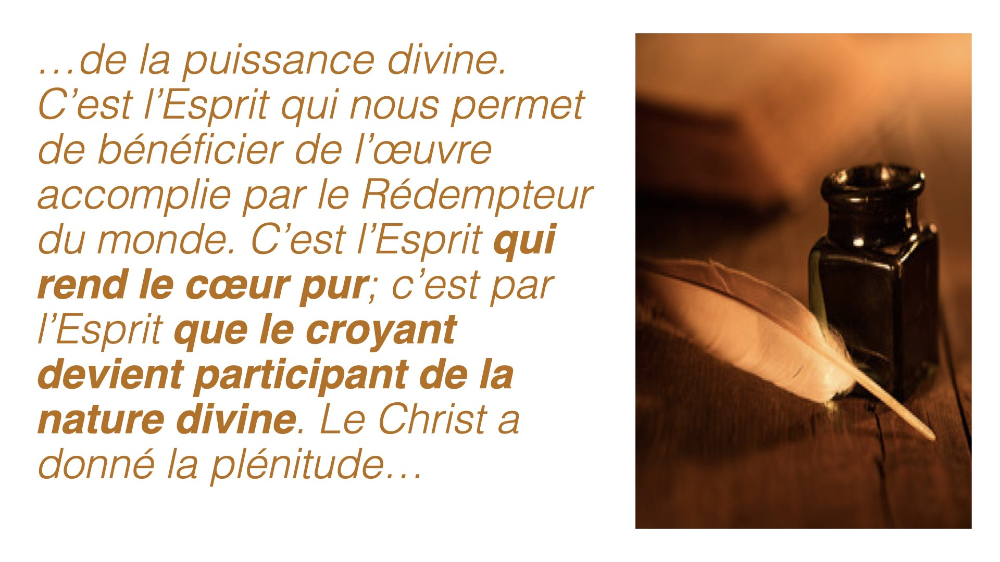 …de la puissance divine.
C’est l’Esprit qui nous permet
de bénéficier de l’œuvre
accomplie par le Rédempteur
du monde. C’est l’Esprit qui
rend le cœur pur; c’est par
l’Esprit que le croyant
devient participant de la
nature divine. Le Christ a
donné la plénitude…